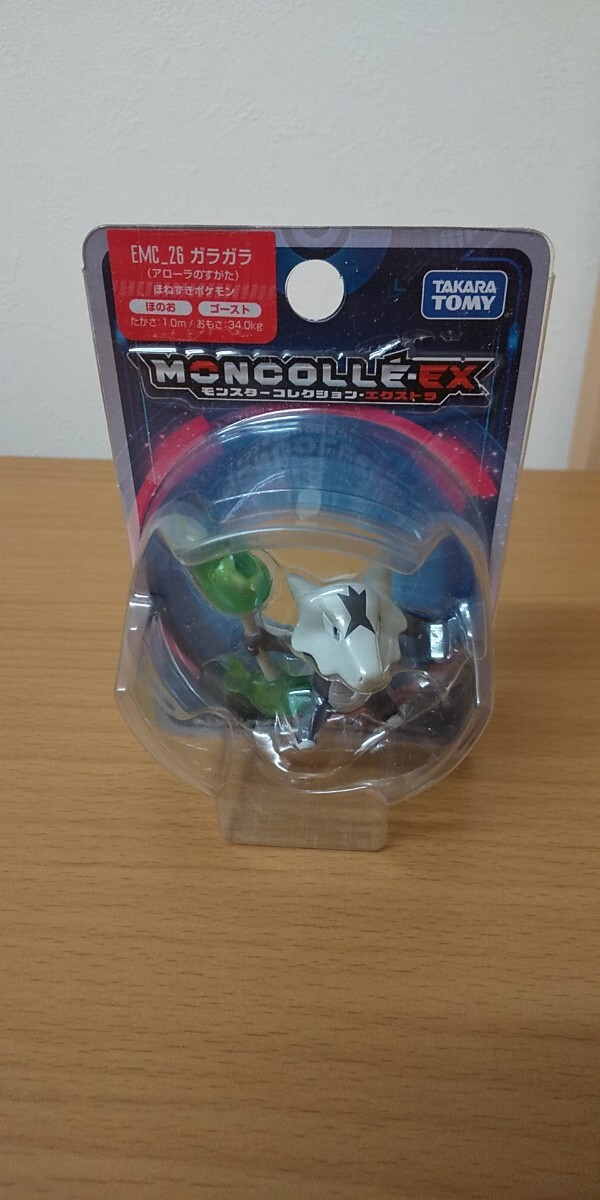 EMC_26 ガラガラ
(アローラのすがた)
ほねずきポケモン
ほのお ゴースト
たかさ:1.0m / おもさ:34.0kg
TAKARA
TOMY
MONCOLLÉ-EX
モンスターコレクション・エクストラ